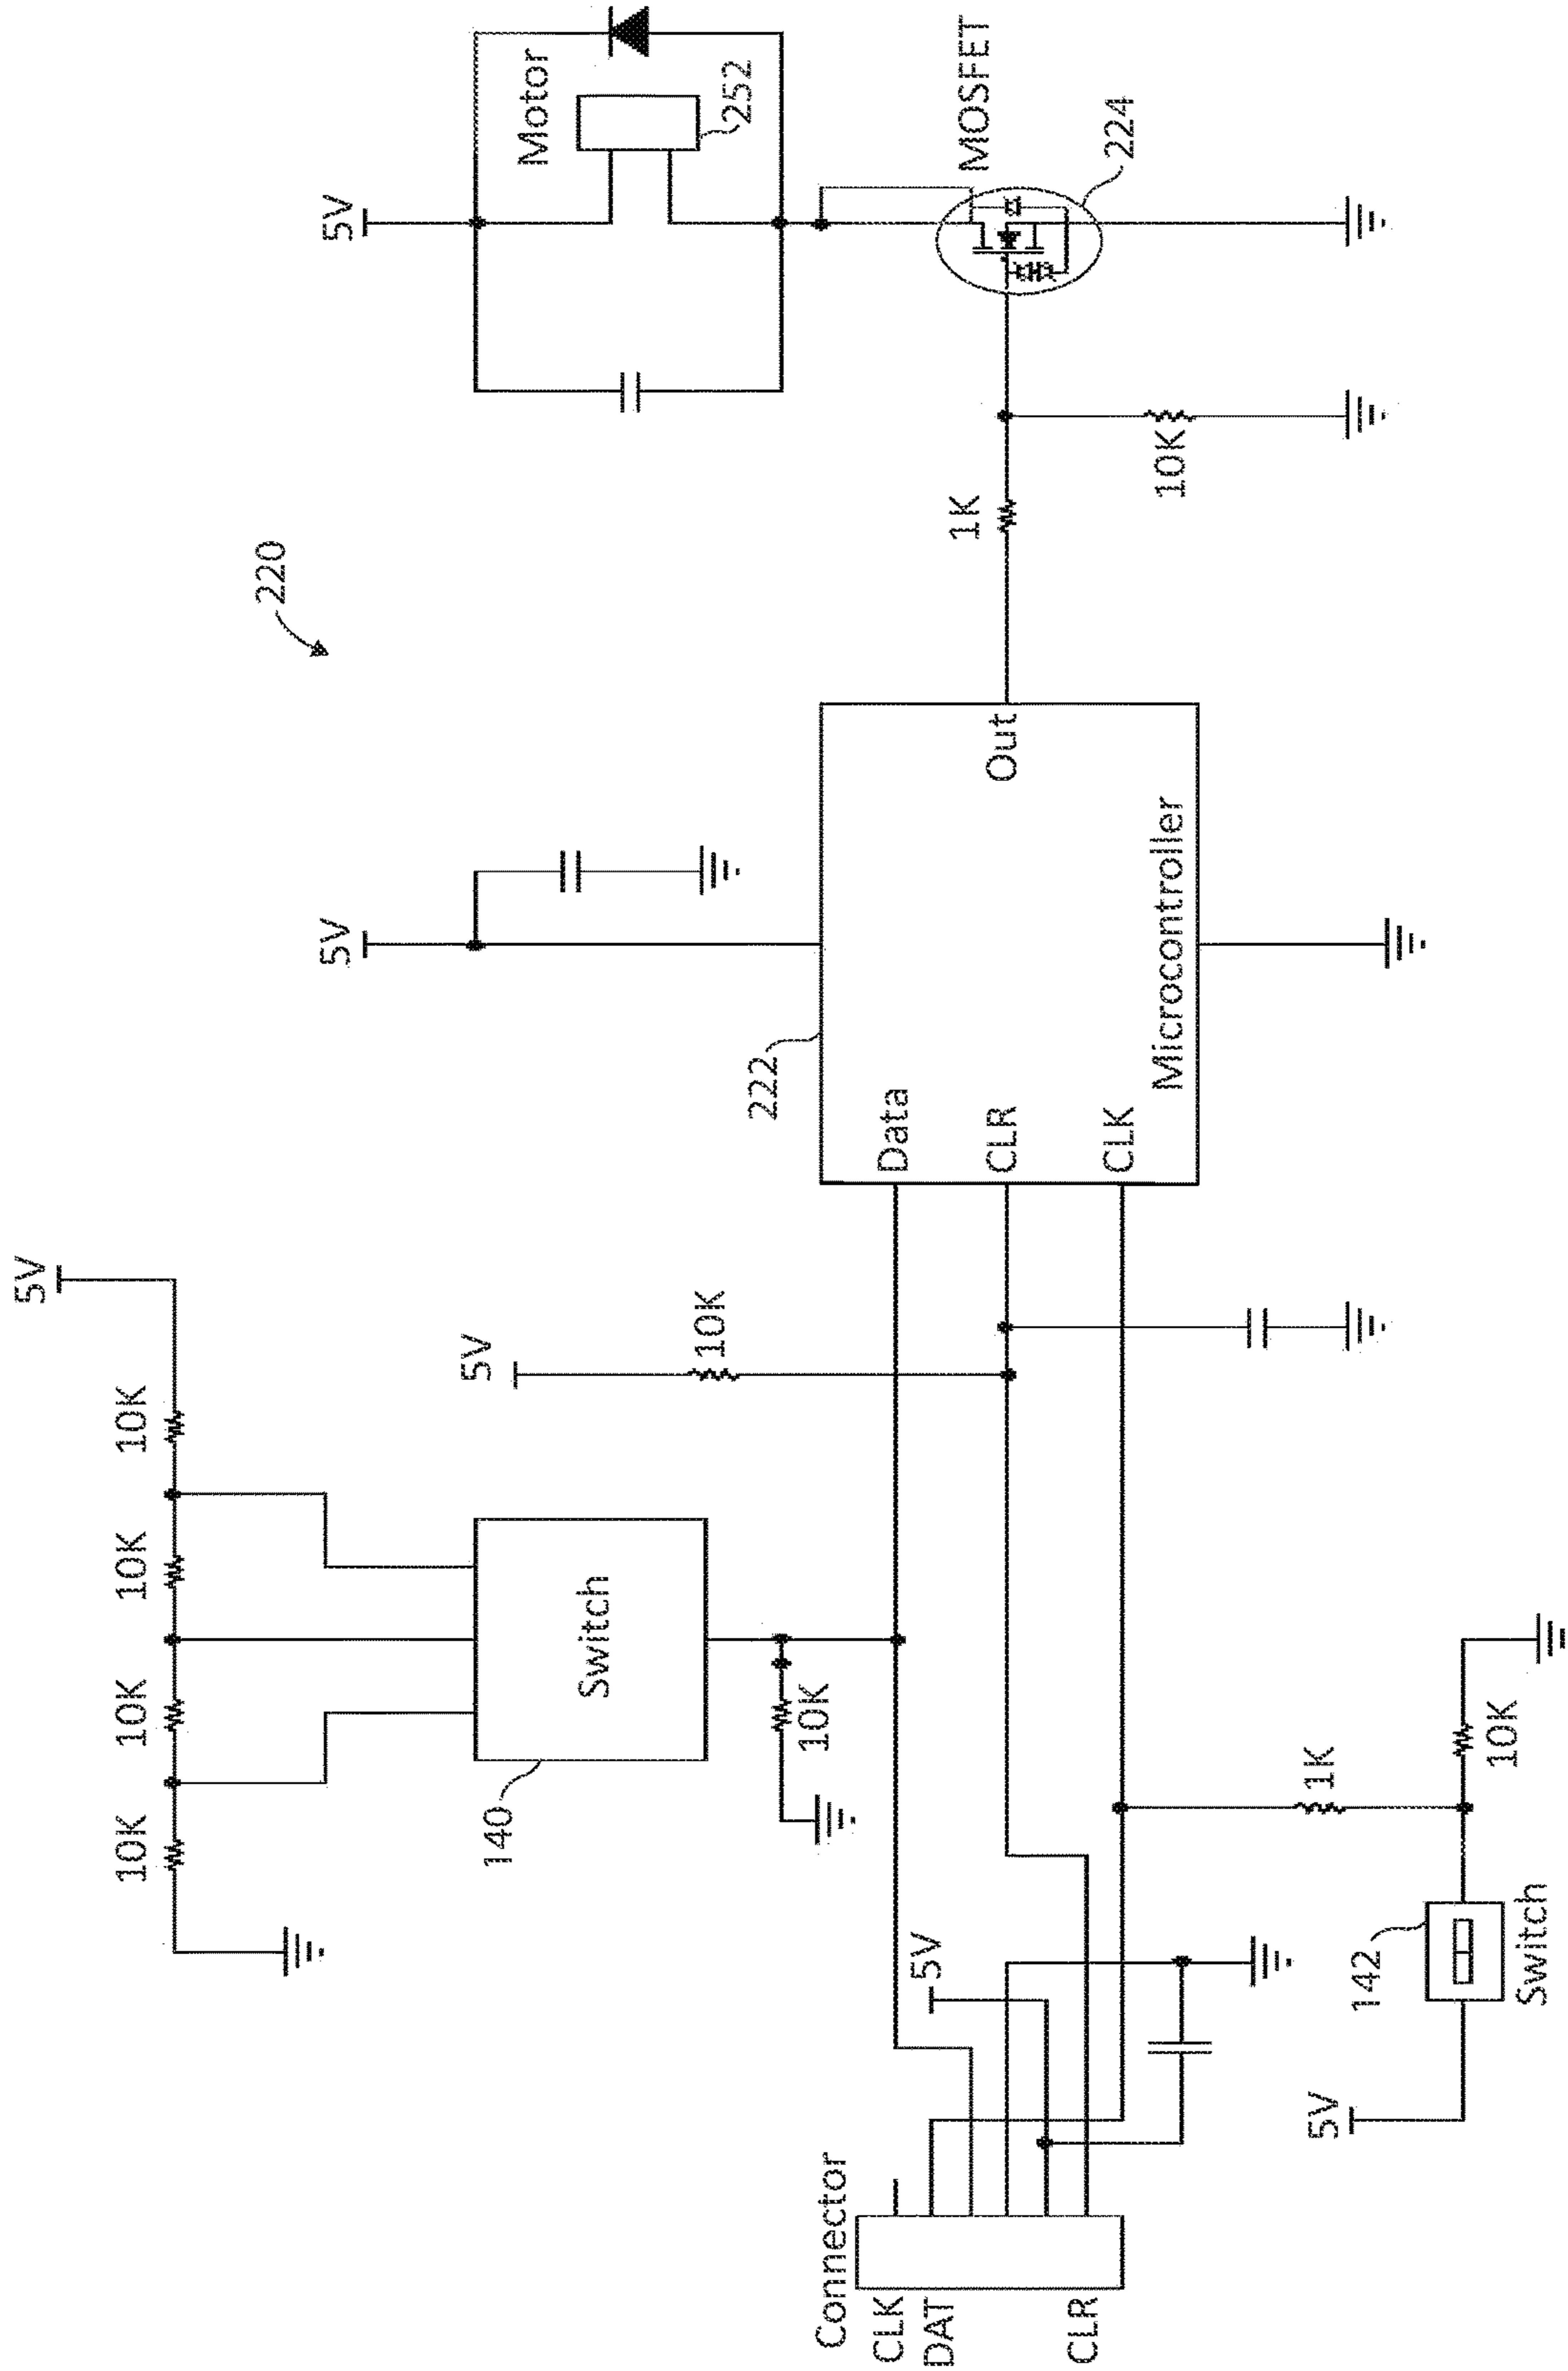 220
5V
10K
10K
10K
10K
5V
Motor
252
5V
10K
Switch
140
10K
5V
222
Data
CLR
CLK
Out
Microcontroller
1K
10K
MOSFET
224
Connector
CLK
DAT
CLR
5V
1K
10K
142
Switch
5V